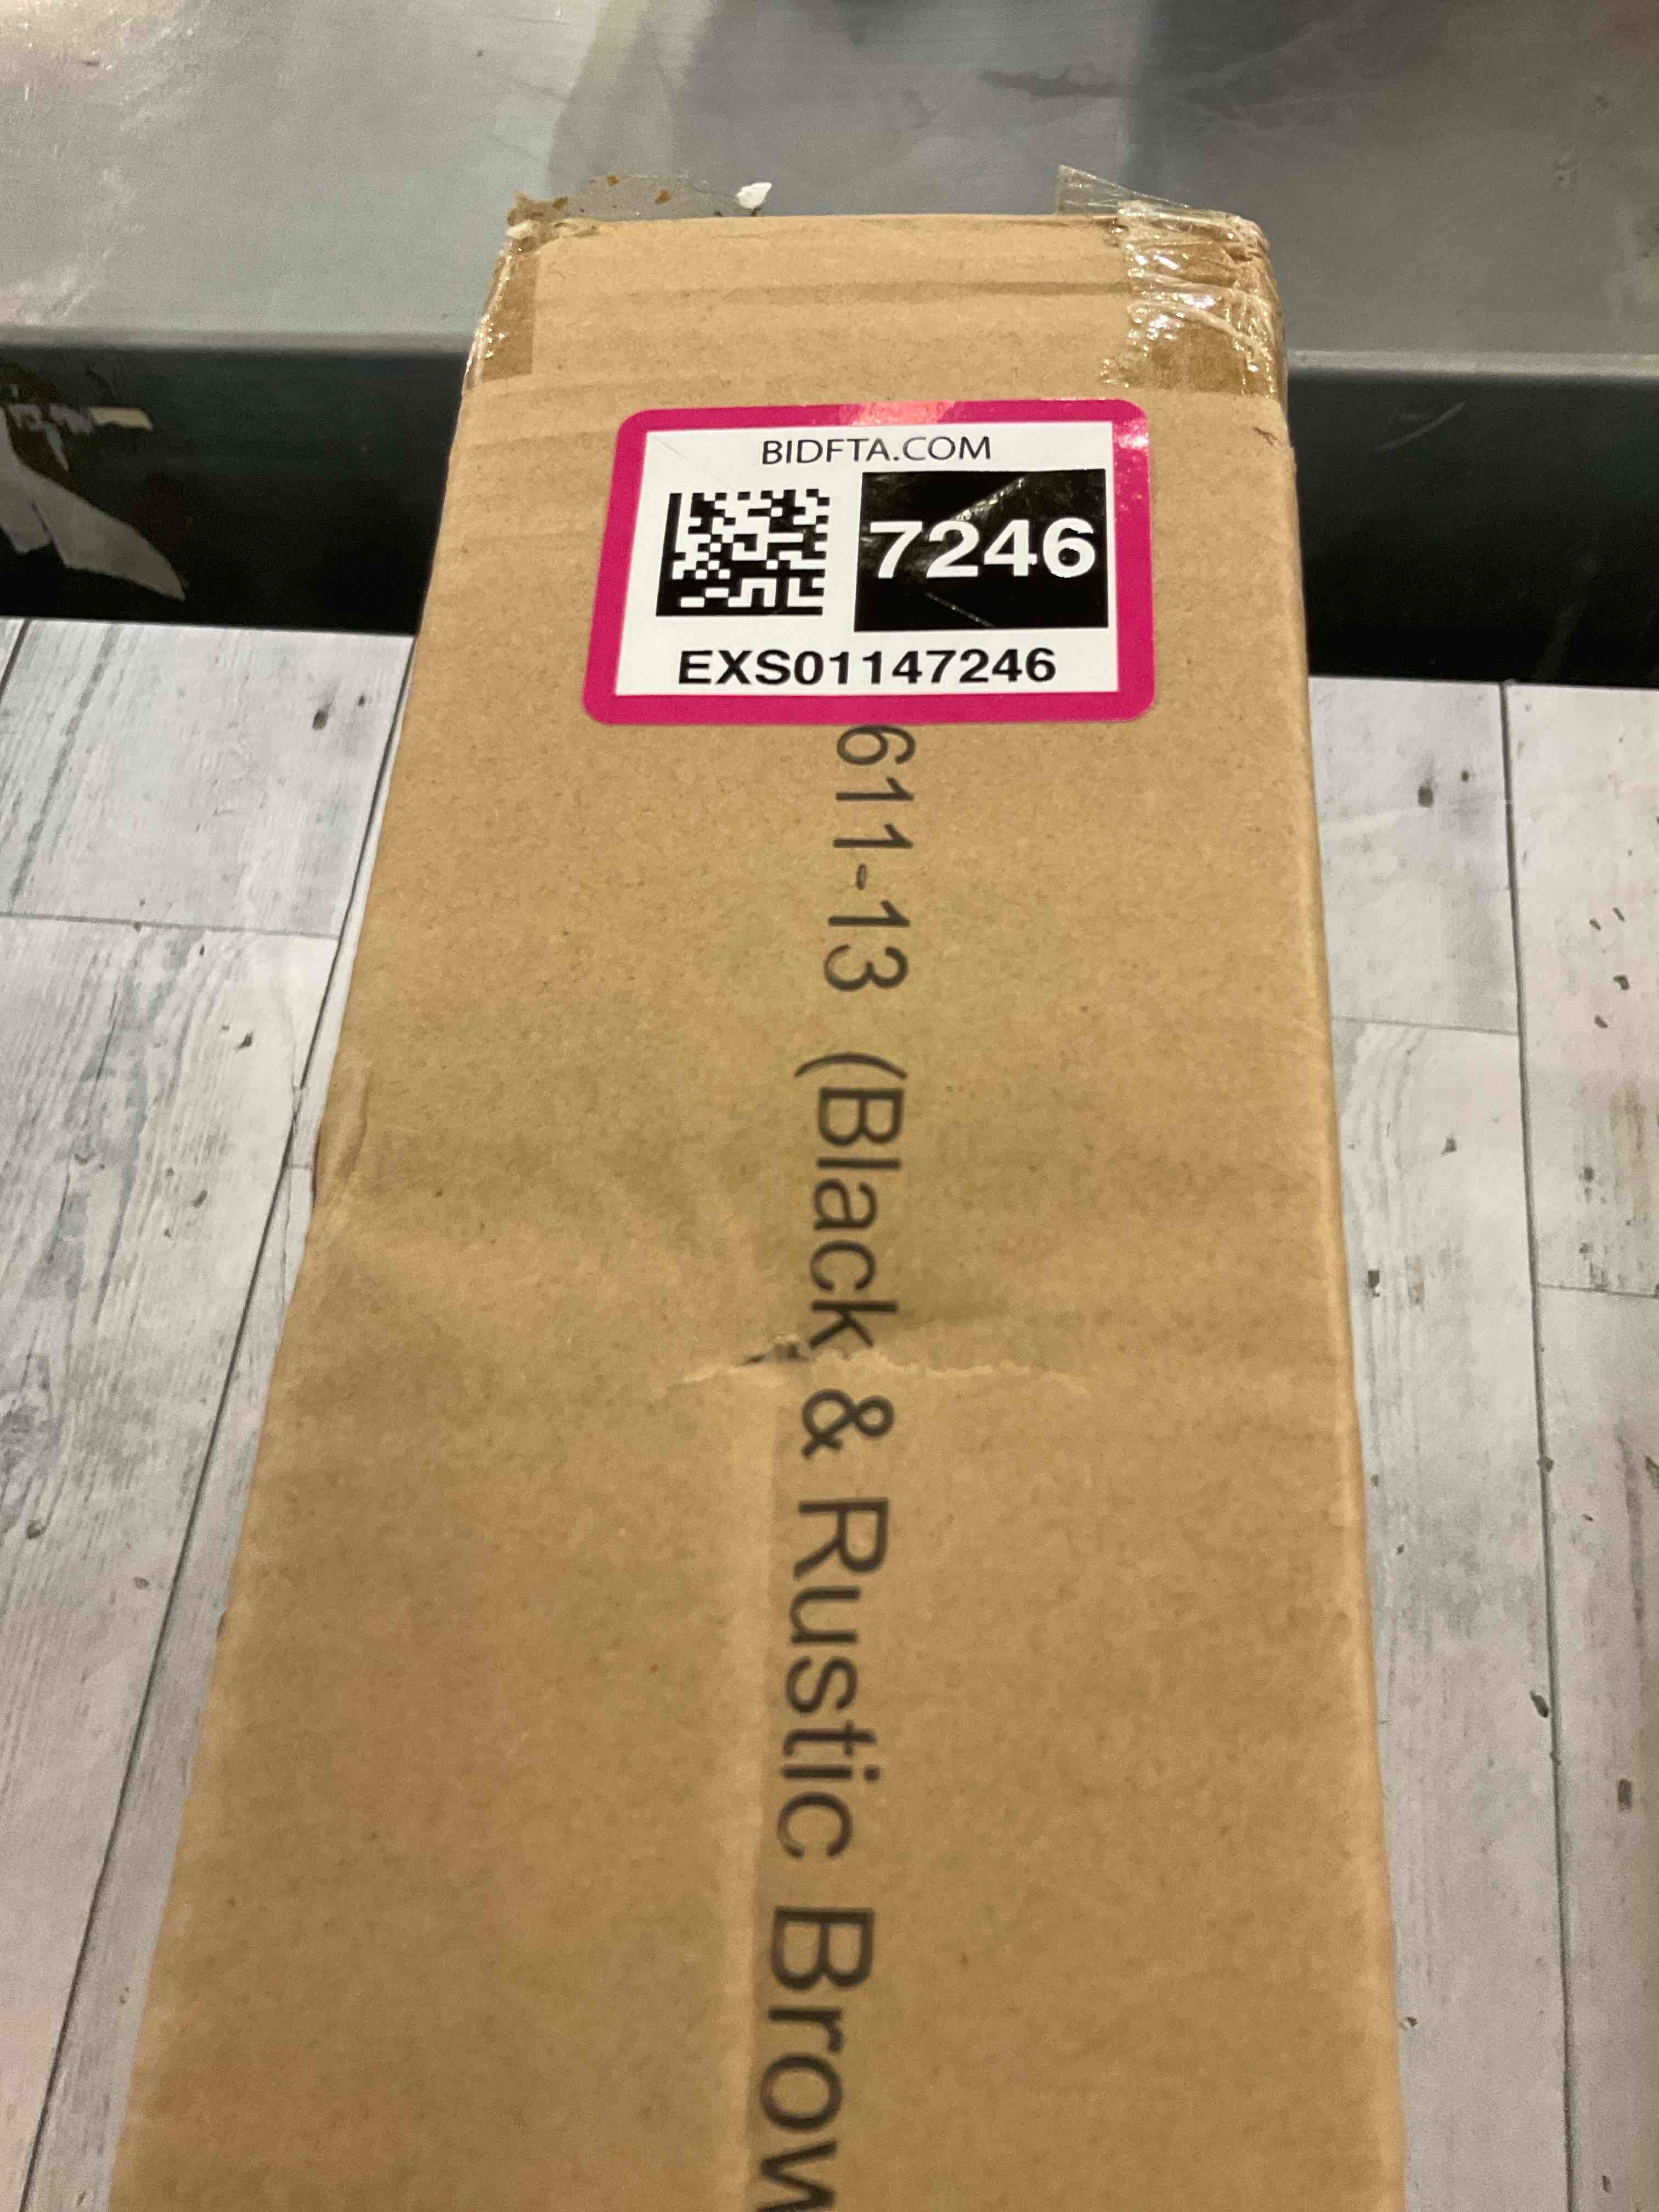 BIDFTA.COM
7246
EXS01147246
611-13 (Black & Rustic Brow